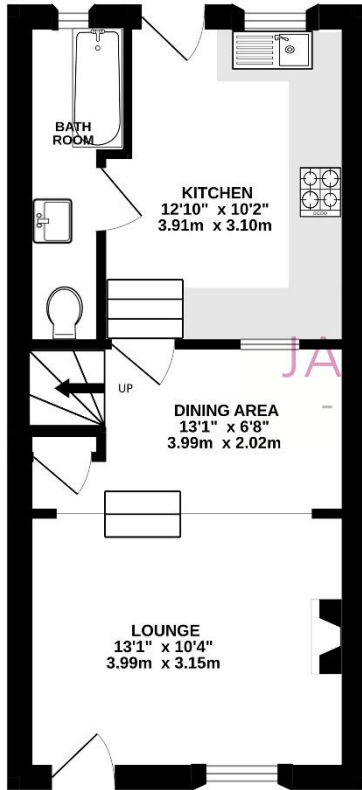 BATH
ROOM
KITCHEN
12'10" x 10'2"
3.91m x 3.10m
JA
UP
DINING AREA
13'1" x 6'8"
3.99m x 2.02m
LOUNGE
13'1" x 10'4"
3.99m x 3.15m